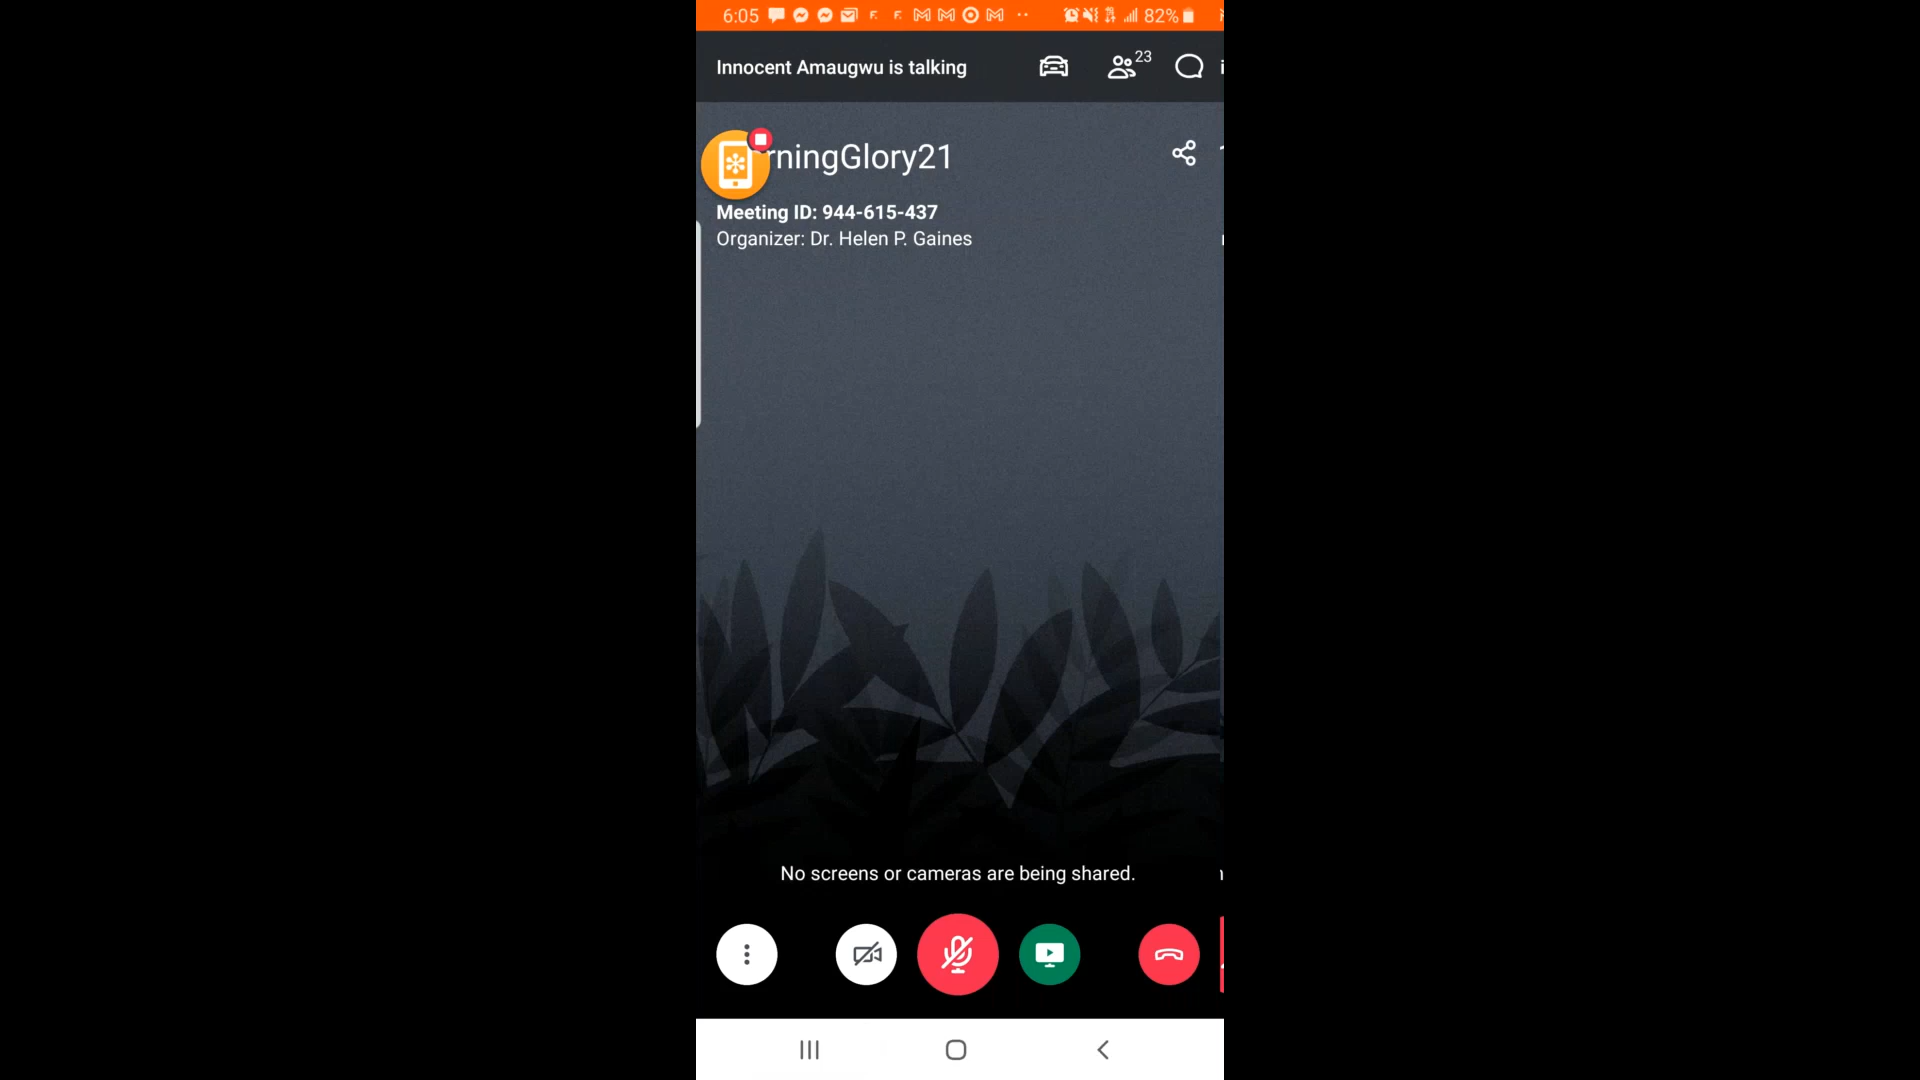 6:05
82%
Innocent Amaugwu is talking
23
rningGlory21
Meeting ID: 944-615-437
Organizer: Dr. Helen P. Gaines
No screens or cameras are being shared.